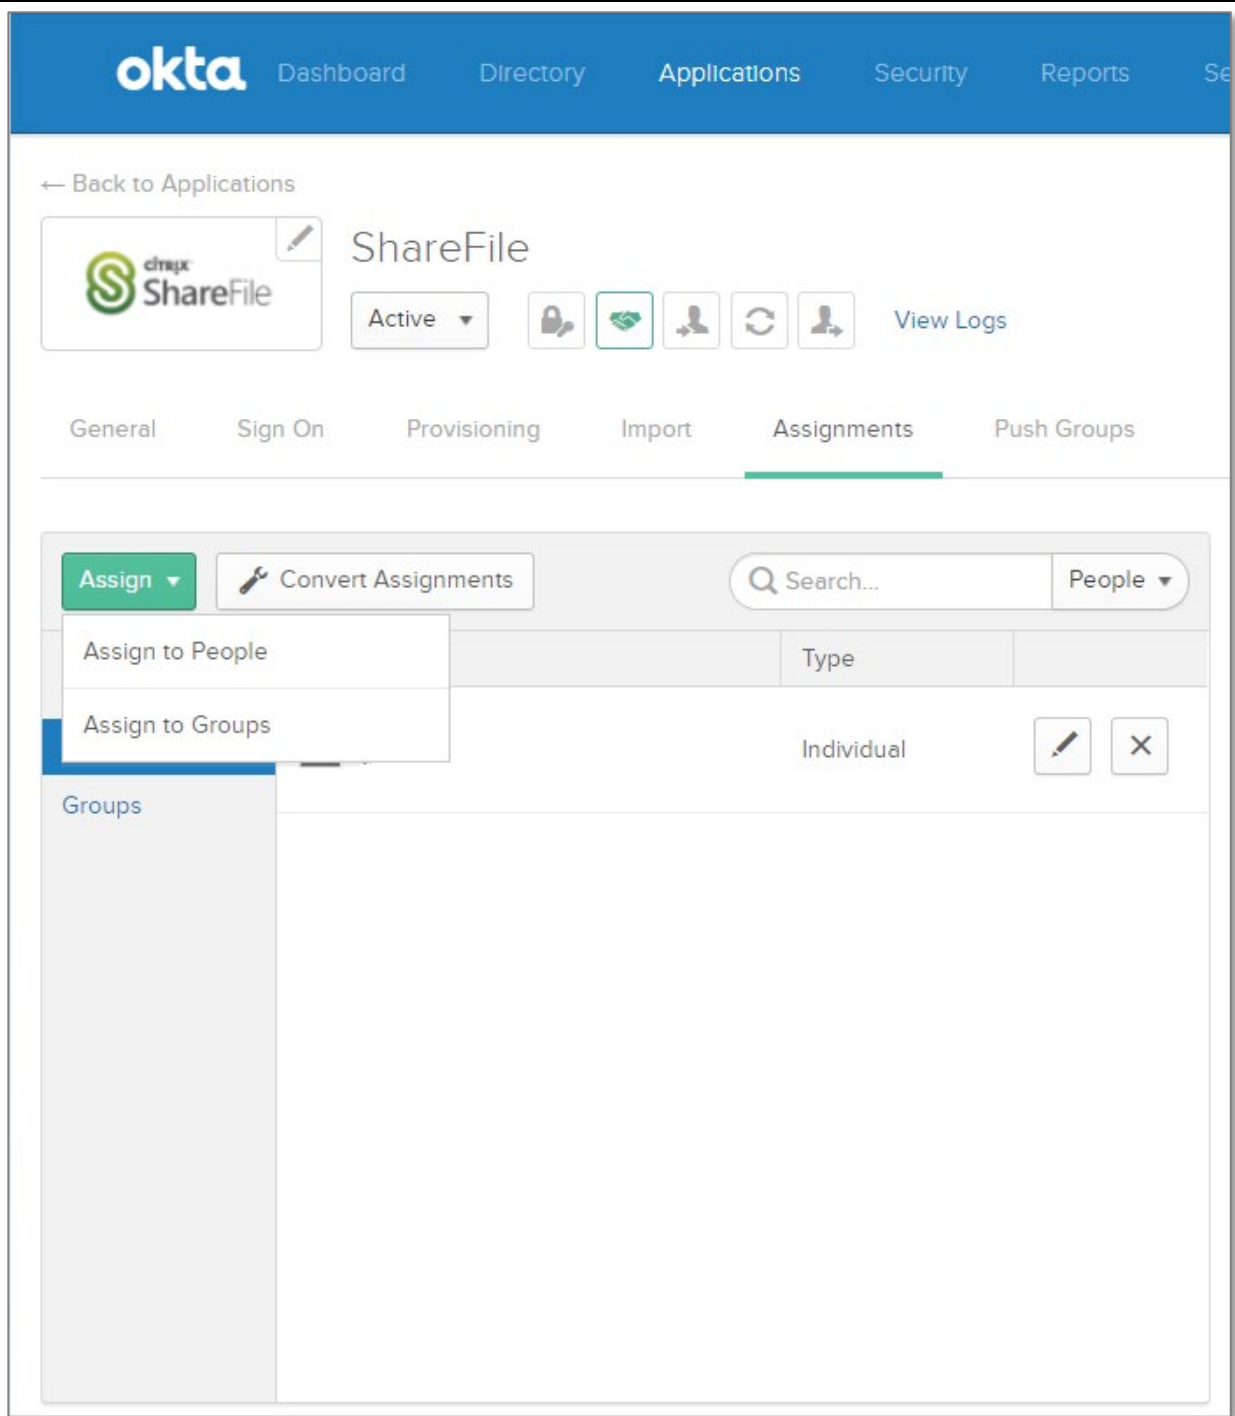 okta Dashboard Directory Applications Security Reports Se
← Back to Applications
citrix
ShareFile
ShareFile
Active
View Logs
General Sign On Provisioning Import Assignments Push Groups
Assign Convert Assignments Search... People
Assign to People
Type
Assign to Groups
Individual
Groups